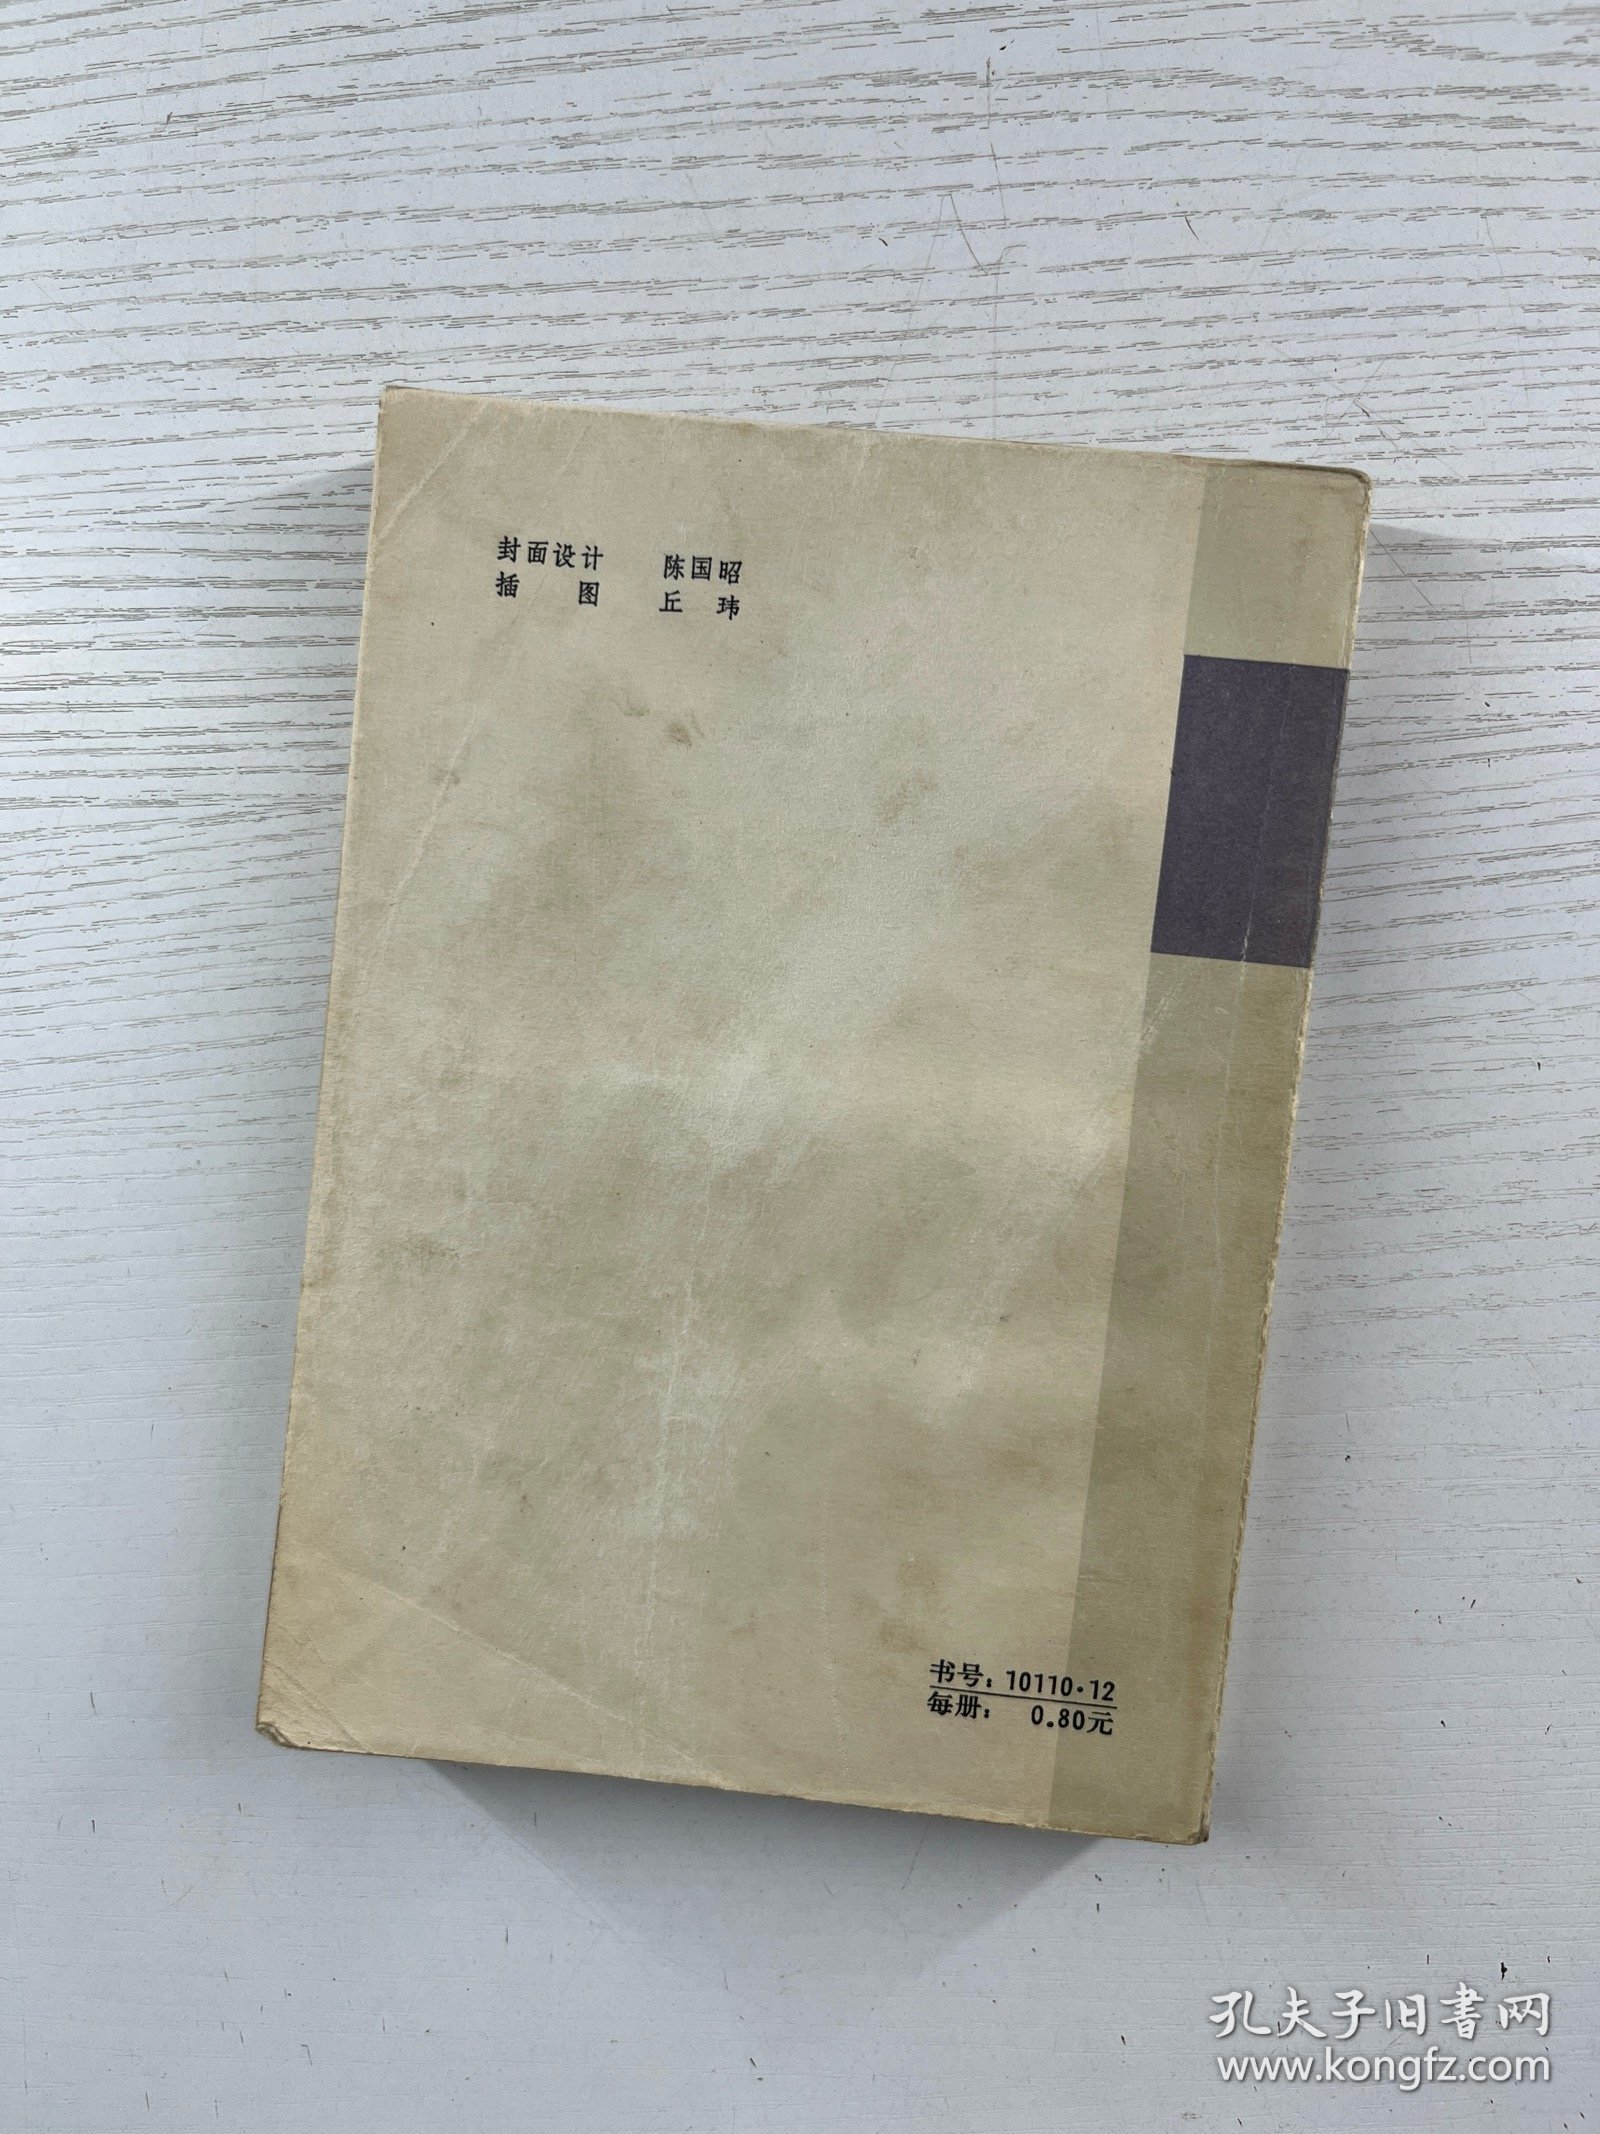 封面设计 陈国昭
插图 丘玮
书号：10110·12
每册：0.80元
孔夫子旧书网
www.kongfz.com